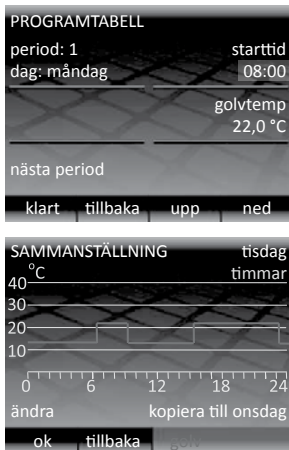 PROGRAMTABELL
period: 1 starttid
dag: måndag 08:00
golvtemp
22,0 °C
nästa period
klart tillbaka upp ned
SAMMANSTÄLLNING tisdag
°C timmar
40
30
20
10
0 6 12 18 24
ändra kopiera till onsdag
ok tillbaka